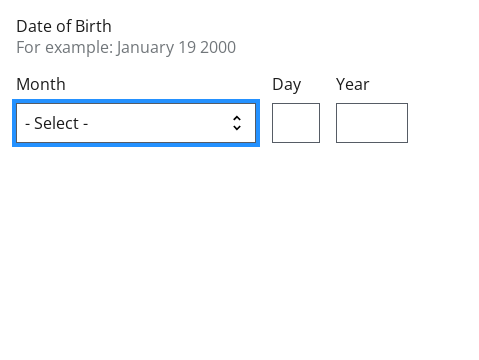 Date of Birth
For example: January 19 2000
Month Day Year
- Select -